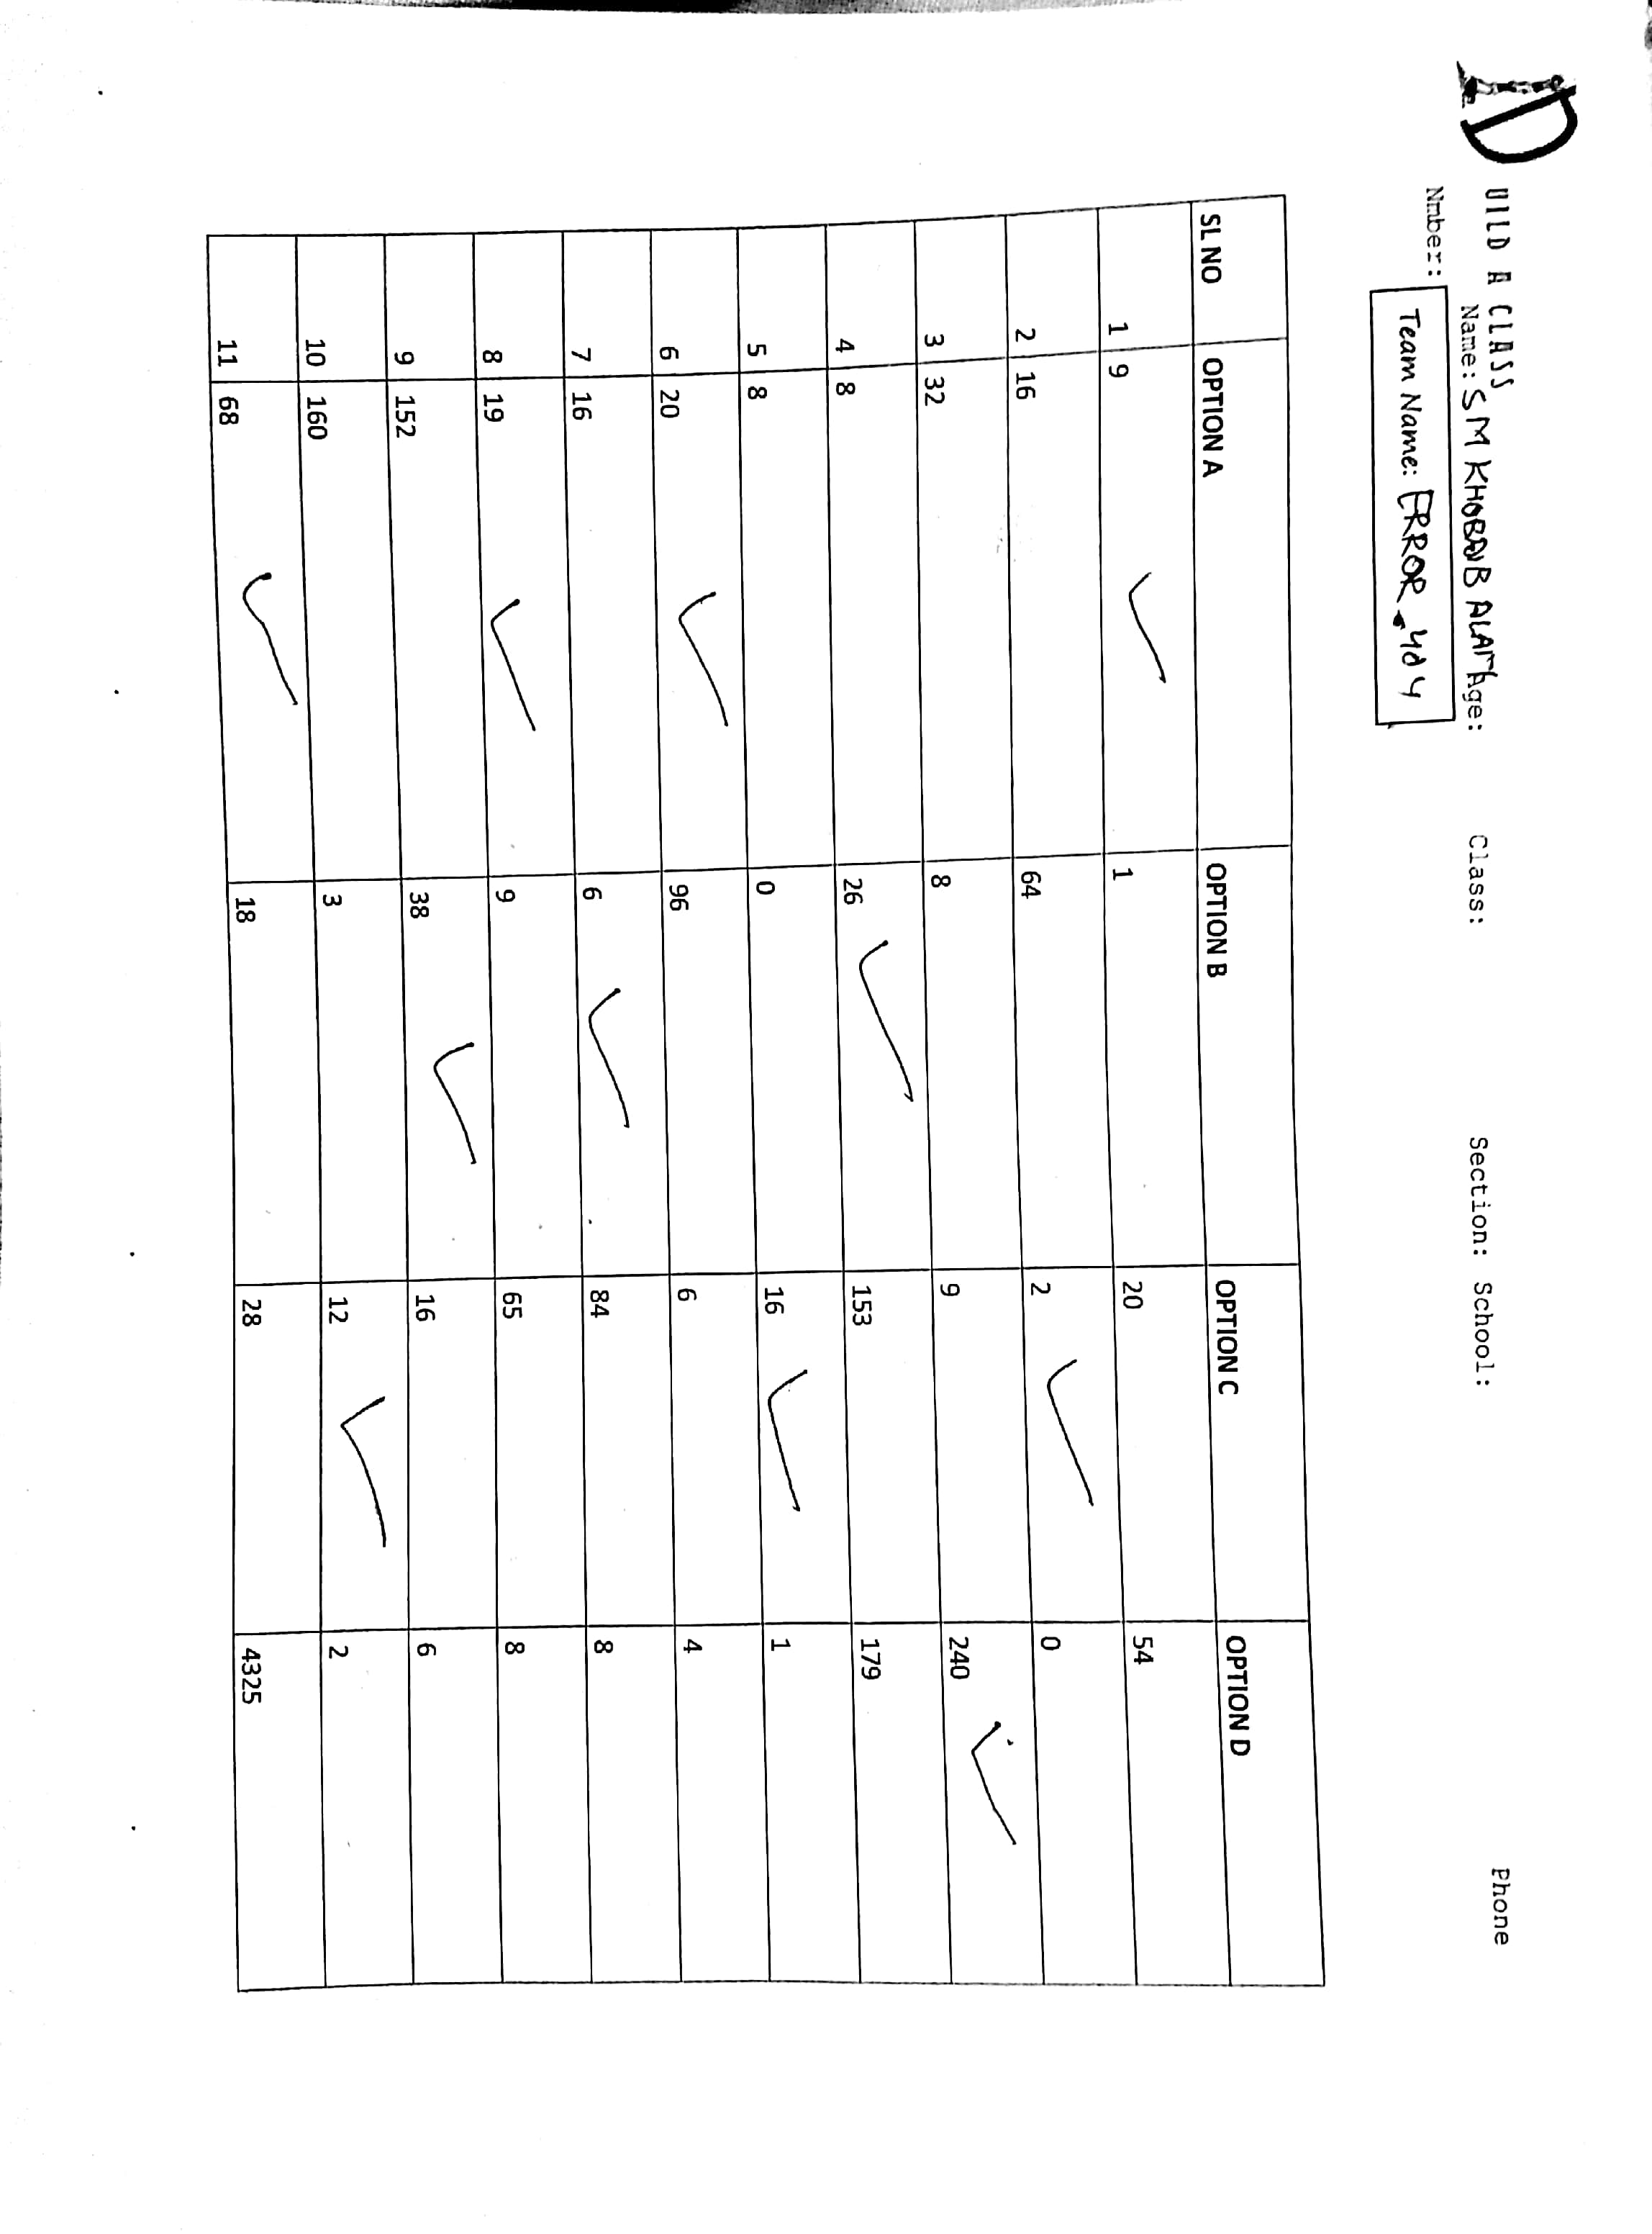 UILD A CLASS
Name: SM KHOBAIB ALAM Age: Class: Section: School: Phone
Nmber:
Team Name: ERROR_404
SL NO OPTION A OPTION B OPTION C OPTION D
1 9 1 20 54
2 16 64 2 0
3 32 8 9 240
4 8 26 153 179
5 8 0 16 1
6 20 96 6 4
7 16 6 84 8
8 19 9 65 8
9 152 38 16 6
10 160 3 12 2
11 68 18 28 4325